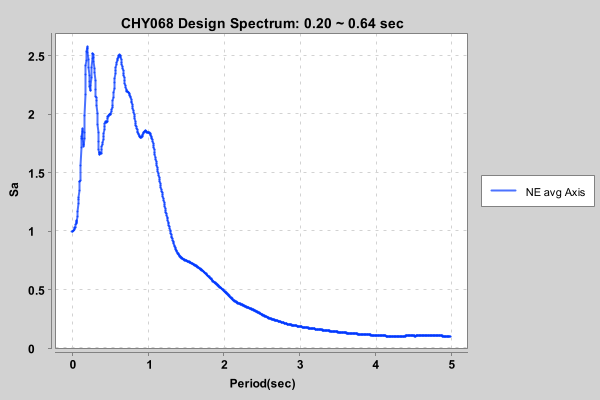 CHY068 Design Spectrum: 0.20 ~ 0.64 sec
2.5
2
1.5
1
0.5
0
Sa
0 1 2 3 4 5
Period(sec)
NE avg Axis